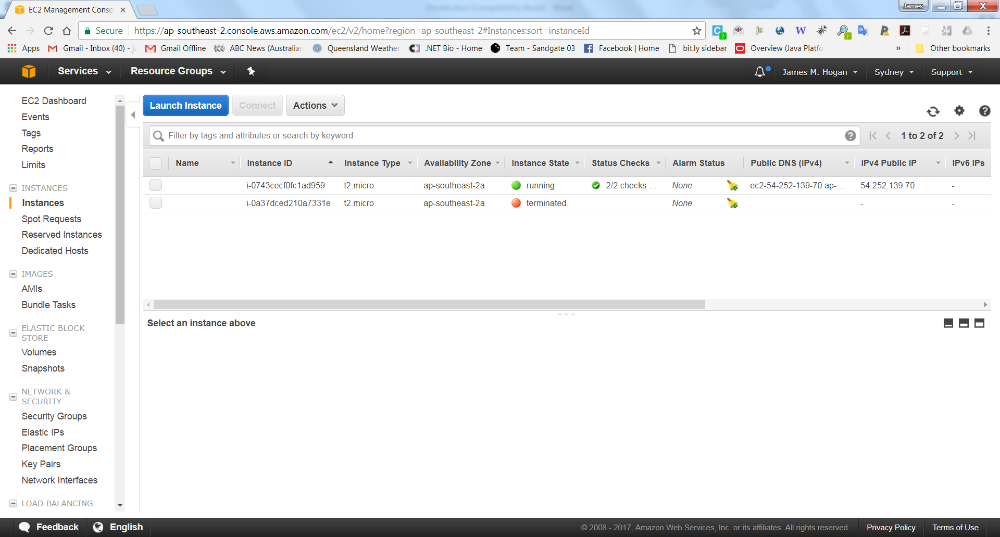 EC2 Management Conso
James
Secure
https://ap-southeast-2.console.aws.amazon.com/ec2/v2/home?region=ap-southeast-2#Instances:sort=instanceId
Apps
Gmail - Inbox (40) - ja
Gmail Offline
ABC News (Australian
Queensland Weather
.NET Bio - Home
Team - Sandgate 03
Facebook | Home
bit.ly sidebar
Overview (Java Platfo
»
Other bookmarks
Services
Resource Groups
James M. Hogan
Sydney
Support
EC2 Dashboard
Events
Tags
Reports
Limits
INSTANCES
Instances
Spot Requests
Reserved Instances
Dedicated Hosts
IMAGES
AMIs
Bundle Tasks
ELASTIC BLOCK
STORE
Volumes
Snapshots
NETWORK &
SECURITY
Security Groups
Elastic IPs
Placement Groups
Key Pairs
Network Interfaces
LOAD BALANCING
Launch Instance
Connect
Actions
Filter by tags and attributes or search by keyword
1 to 2 of 2
Name Instance ID Instance Type Availability Zone Instance State Status Checks Alarm Status Public DNS (IPv4) IPv4 Public IP IPv6 IPs
i-0743cecf0fc1ad959 t2.micro ap-southeast-2a running 2/2 checks ... None ec2-54-252-139-70.ap-... 54.252.139.70 -
i-0a37dced210a7331e t2.micro ap-southeast-2a terminated None - -
Select an instance above
Feedback
English
© 2008 - 2017, Amazon Web Services, Inc. or its affiliates. All rights reserved.
Privacy Policy
Terms of Use